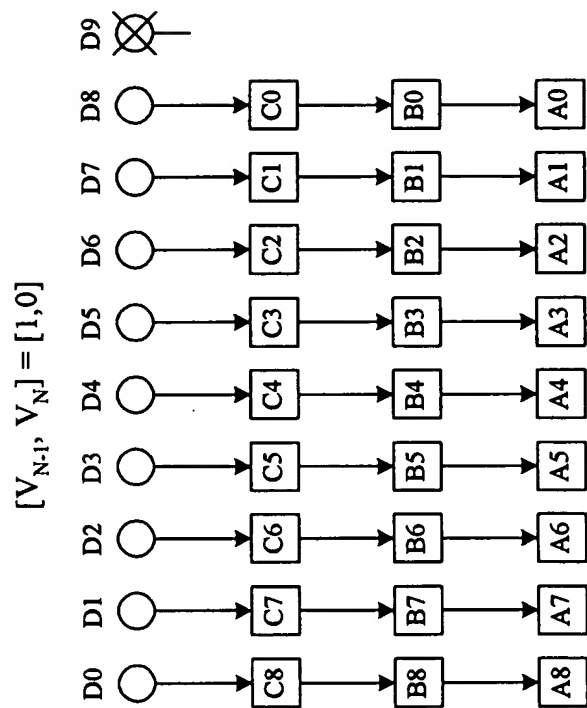 [V_{N-1}, V_N] = [1,0]
D0 D1 D2 D3 D4 D5 D6 D7 D8 D9
C8 C7 C6 C5 C4 C3 C2 C1 C0
B8 B7 B6 B5 B4 B3 B2 B1 B0
A8 A7 A6 A5 A4 A3 A2 A1 A0